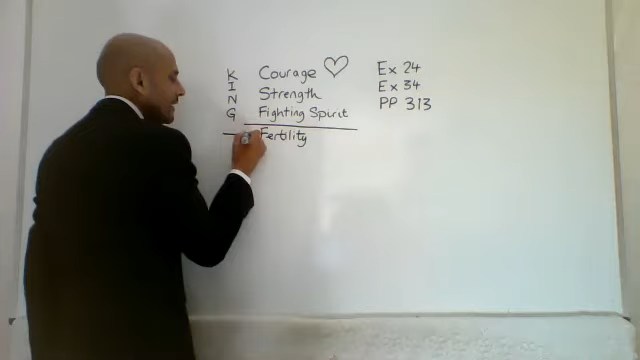 K Courage Ex 24
I Strength Ex 34
N Fighting Spirit PP 313
G
Fertility